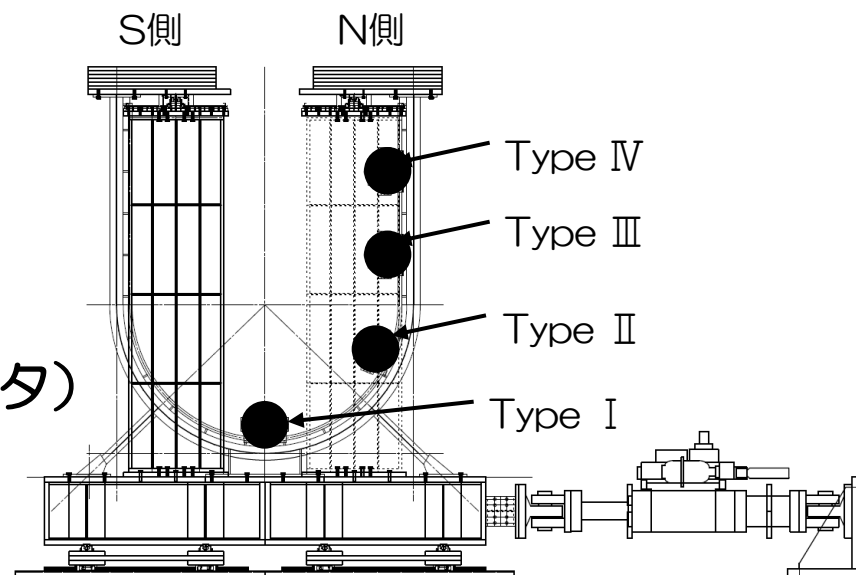 S側 N側
Type Ⅳ
Type Ⅲ
Type Ⅱ
タ)
Type Ⅰ